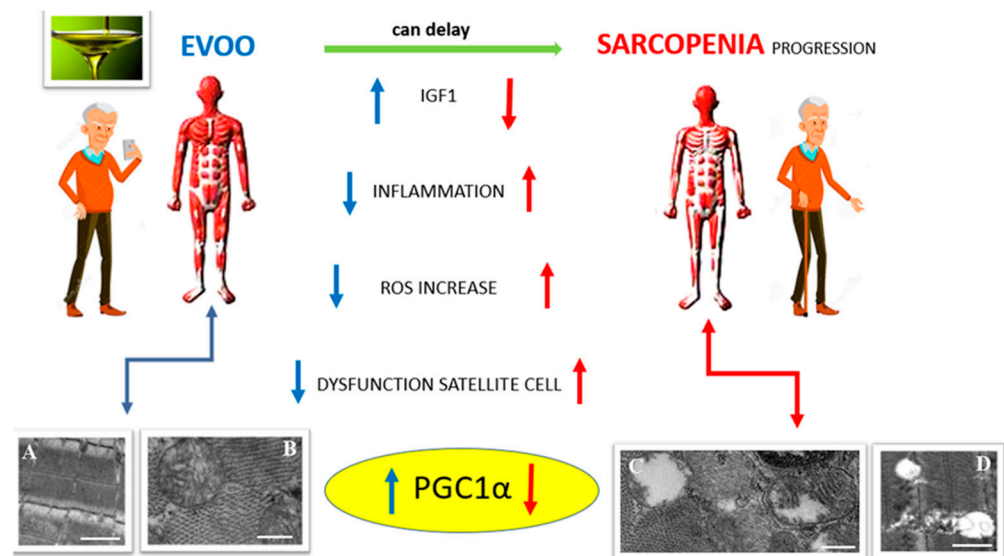 EVOO
can delay
SARCOPENIA PROGRESSION
IGF1
INFLAMMATION
ROS INCREASE
DYSFUNCTION SATELLITE CELL
A
B
PGC1α
C
D